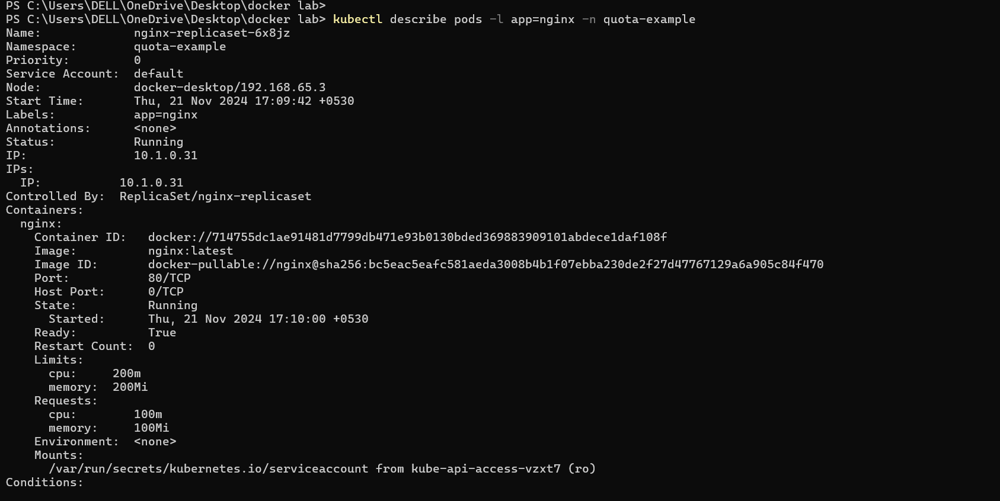 PS C:\Users\DELL\OneDrive\Desktop\docker lab>
PS C:\Users\DELL\OneDrive\Desktop\docker lab> kubectl describe pods -l app=nginx -n quota-example
Name:             nginx-replicaset-6x8jz
Namespace:        quota-example
Priority:         0
Service Account:  default
Node:             docker-desktop/192.168.65.3
Start Time:       Thu, 21 Nov 2024 17:09:42 +0530
Labels:           app=nginx
Annotations:      <none>
Status:           Running
IP:               10.1.0.31
IPs:
  IP:           10.1.0.31
Controlled By:  ReplicaSet/nginx-replicaset
Containers:
  nginx:
    Container ID:   docker://714755dc1ae91481d7799db471e93b0130bded369883909101abdece1daf108f
    Image:          nginx:latest
    Image ID:       docker-pullable://nginx@sha256:bc5eac5eafc581aeda3008b4b1f07ebba230de2f27d47767129a6a905c84f470
    Port:           80/TCP
    Host Port:      0/TCP
    State:          Running
      Started:      Thu, 21 Nov 2024 17:10:00 +0530
    Ready:          True
    Restart Count:  0
    Limits:
      cpu:     200m
      memory:  200Mi
    Requests:
      cpu:        100m
      memory:     100Mi
    Environment:  <none>
    Mounts:
      /var/run/secrets/kubernetes.io/serviceaccount from kube-api-access-vzxt7 (ro)
Conditions: